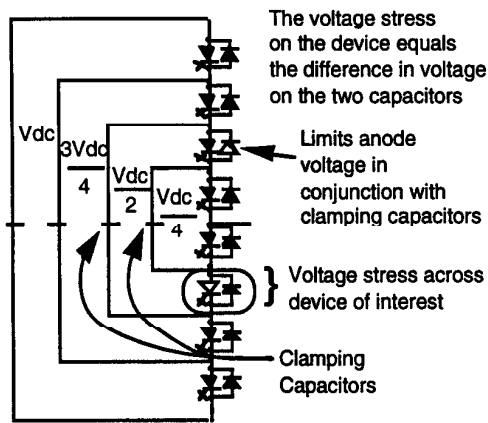 The voltage stress
on the device equals
the difference in voltage
on the two capacitors
Vdc
3Vdc
4
Vdc
2
Vdc
4
Limits anode
voltage in
conjunction with
clamping capacitors
} Voltage stress across
device of interest
Clamping
Capacitors